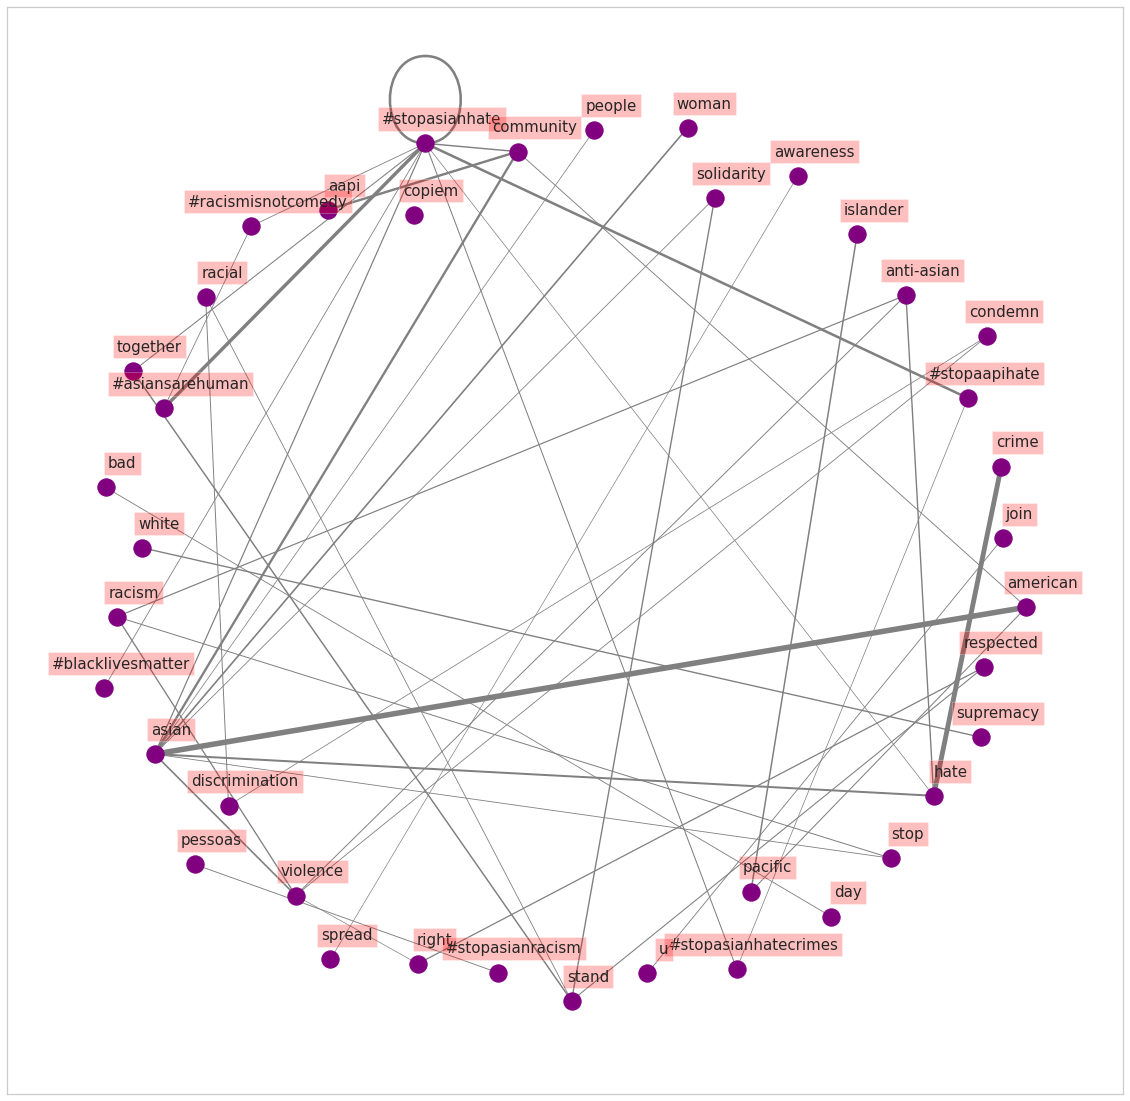 people
woman
#stopasianhate
community
awareness
solidarity
aapi
copiem
#racismisnotcomedy
islander
racial
anti-asian
condemn
together
#stopaapihate
#asiansarehuman
crime
bad
join
white
american
racism
respected
#blacklivesmatter
supremacy
asian
hate
discrimination
stop
pessoas
pacific
violence
day
spread
right
#stopasianracism
u
#stopasianhatecrimes
stand